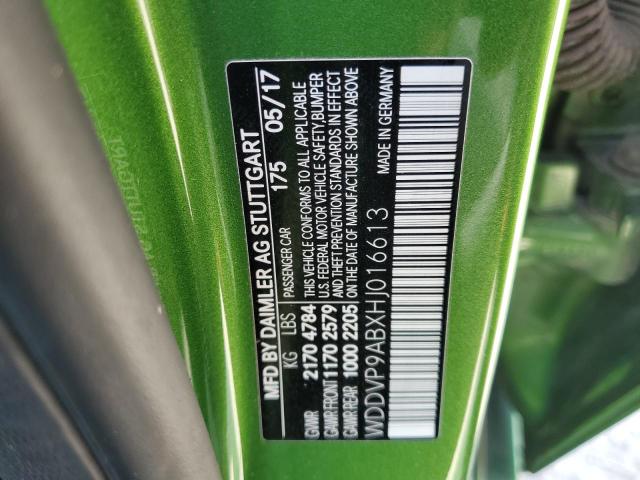 MFD BY DAIMLER AG STUTTGART
175 05/17
KG LBS PASSENGER CAR
GVWR 2170 4784 THIS VEHICLE CONFORMS TO ALL APPLICABLE
GAWR FRONT 1170 2579 U.S. FEDERAL MOTOR VEHICLE SAFETY, BUMPER
GAWR REAR 1000 2205 AND THEFT PREVENTION STANDARDS IN EFFECT
ON THE DATE OF MANUFACTURE SHOWN ABOVE
WDDVP9ABXHJ016613 MADE IN GERMANY